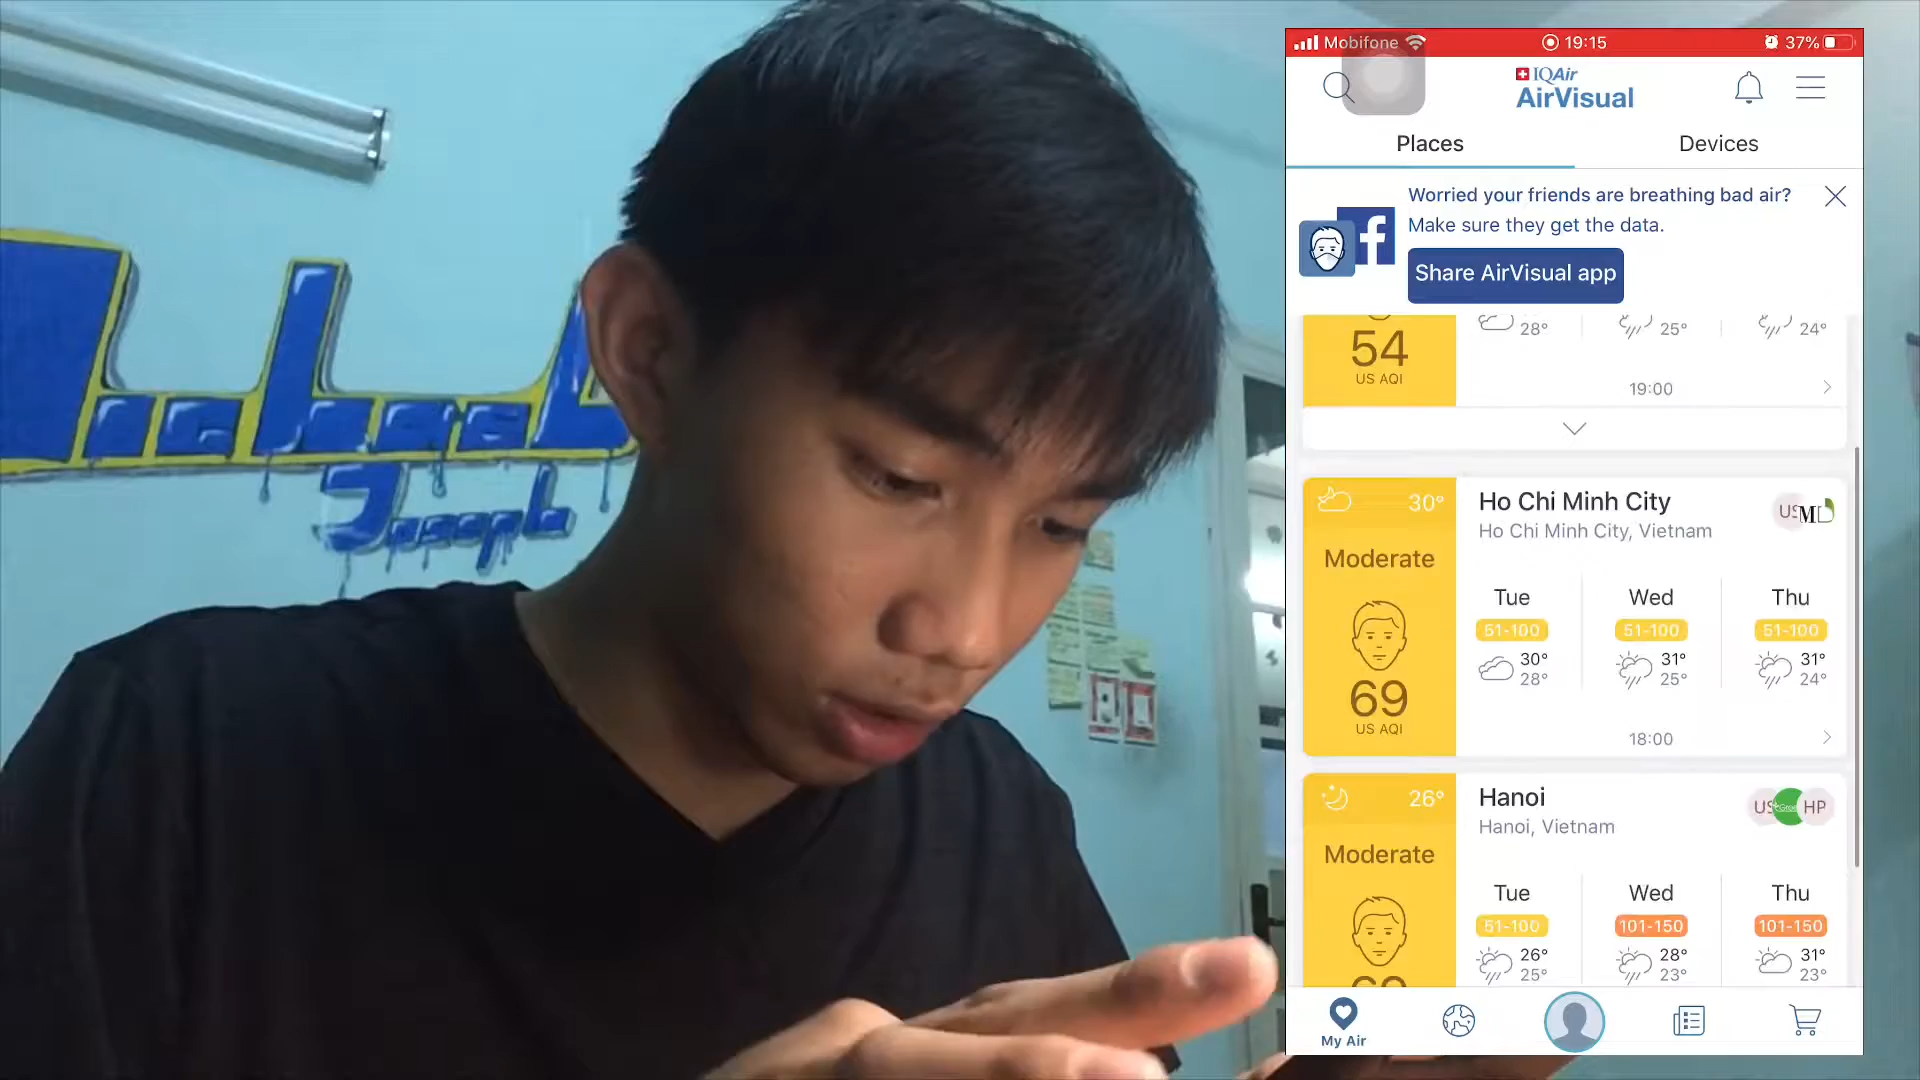 Michael
Joseph
Mobifone
19:15
37%
IQAir
AirVisual
Places
Devices
Worried your friends are breathing bad air?
Make sure they get the data.
Share AirVisual app
54
US AQI
28°
25°
24°
19:00
30°
Moderate
69
US AQI
Ho Chi Minh City
Ho Chi Minh City, Vietnam
US
M
Tue
Wed
Thu
51-100
51-100
51-100
30°
31°
31°
28°
25°
24°
18:00
26°
Moderate
Hanoi
Hanoi, Vietnam
US
HP
Tue
Wed
Thu
51-100
101-150
101-150
26°
28°
31°
25°
23°
23°
My Air